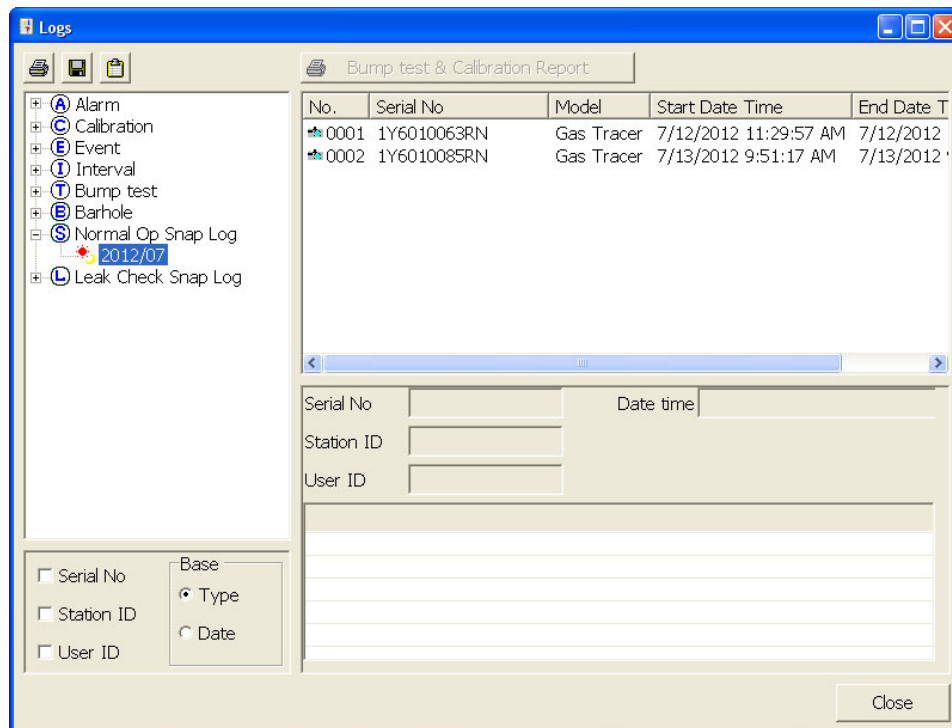 Logs
Bump test & Calibration Report
A Alarm
C Calibration
E Event
I Interval
T Bump test
B Barhole
S Normal Op Snap Log
2012/07
L Leak Check Snap Log
No. Serial No Model Start Date Time End Date T
0001 1Y6010063RN Gas Tracer 7/12/2012 11:29:57 AM 7/12/2012
0002 1Y6010085RN Gas Tracer 7/13/2012 9:51:17 AM 7/13/2012
Serial No Date time
Station ID
User ID
Base
Serial No
Type
Station ID
Date
User ID
Close